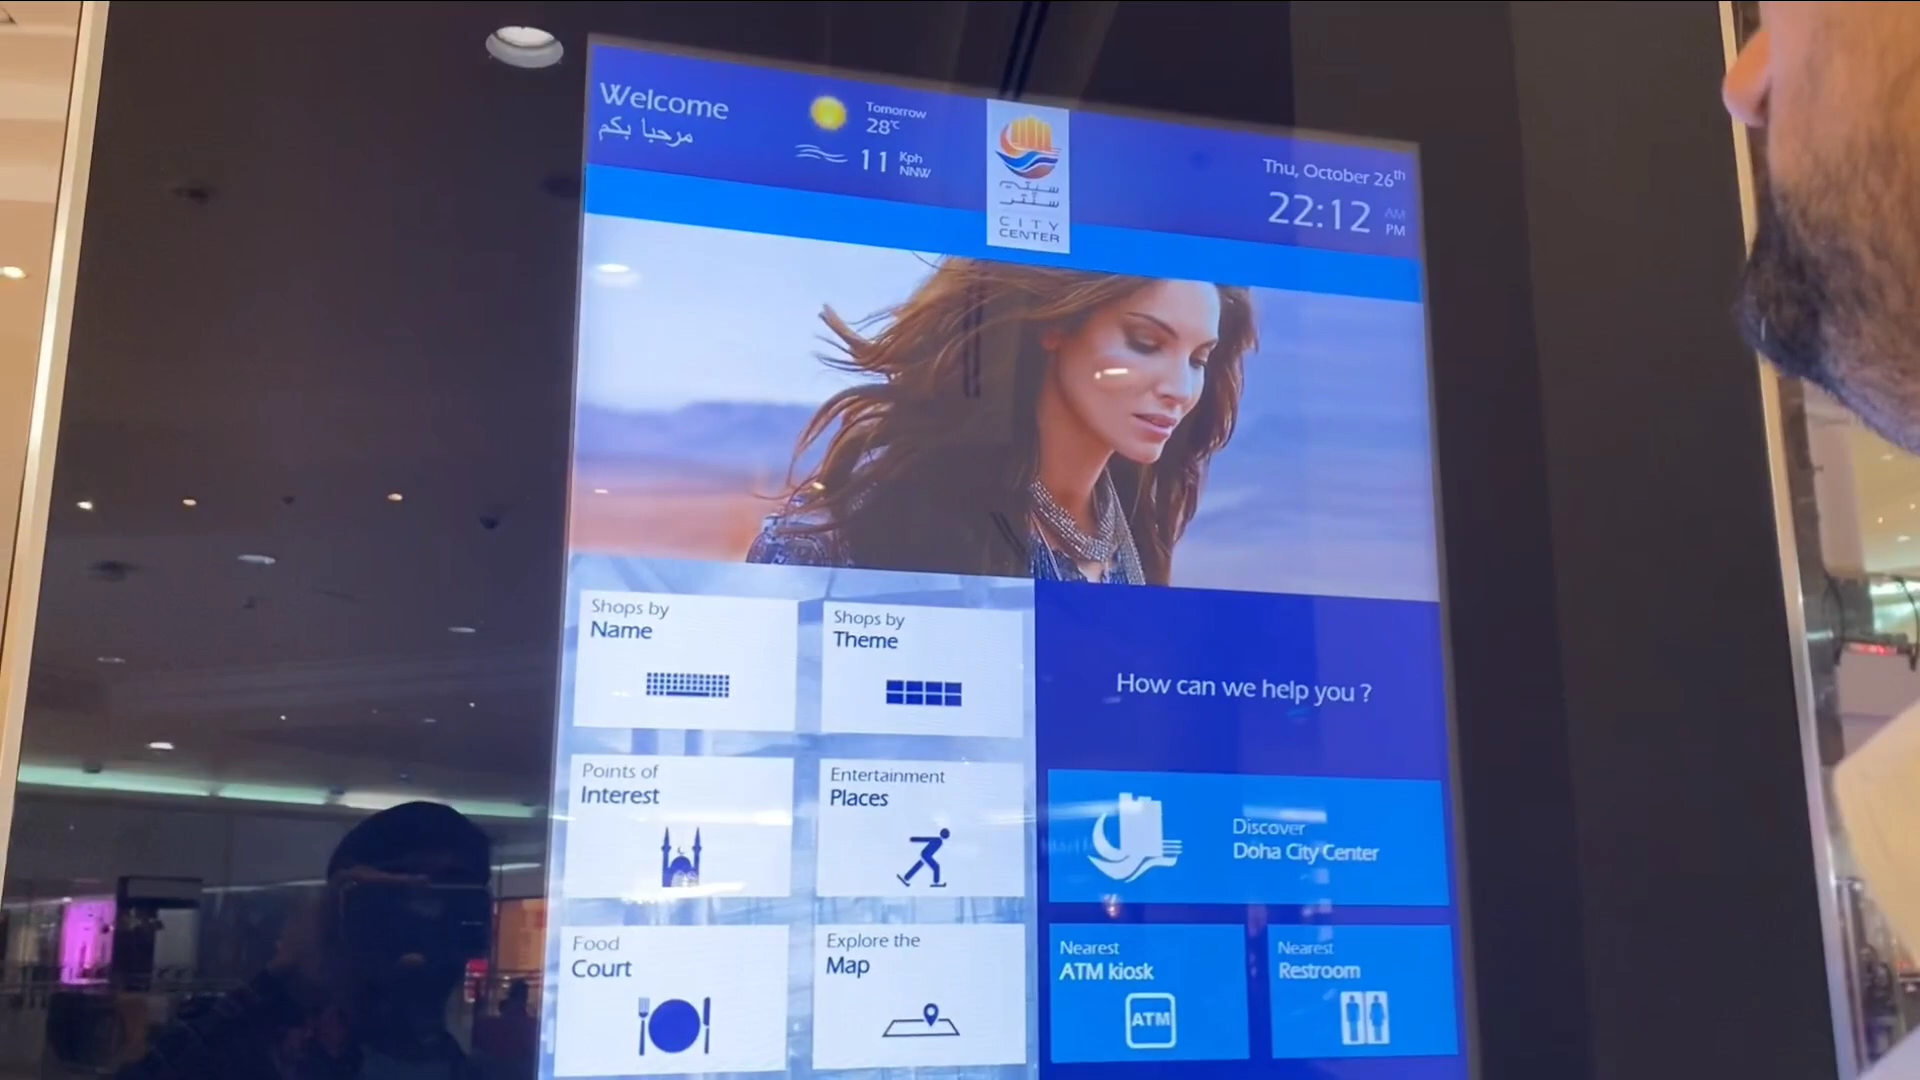 Welcome
مرحبا بكم
Tomorrow
28°C
11 Kph
NNW
سيتي
سنتر
CITY
CENTER
Thu, October 26th
22:12 AM
PM
Shops by
Name
Shops by
Theme
How can we help you ?
Points of
Interest
Entertainment
Places
Discover
Doha City Center
Food
Court
Explore the
Map
Nearest
ATM kiosk
ATM
Nearest
Restroom